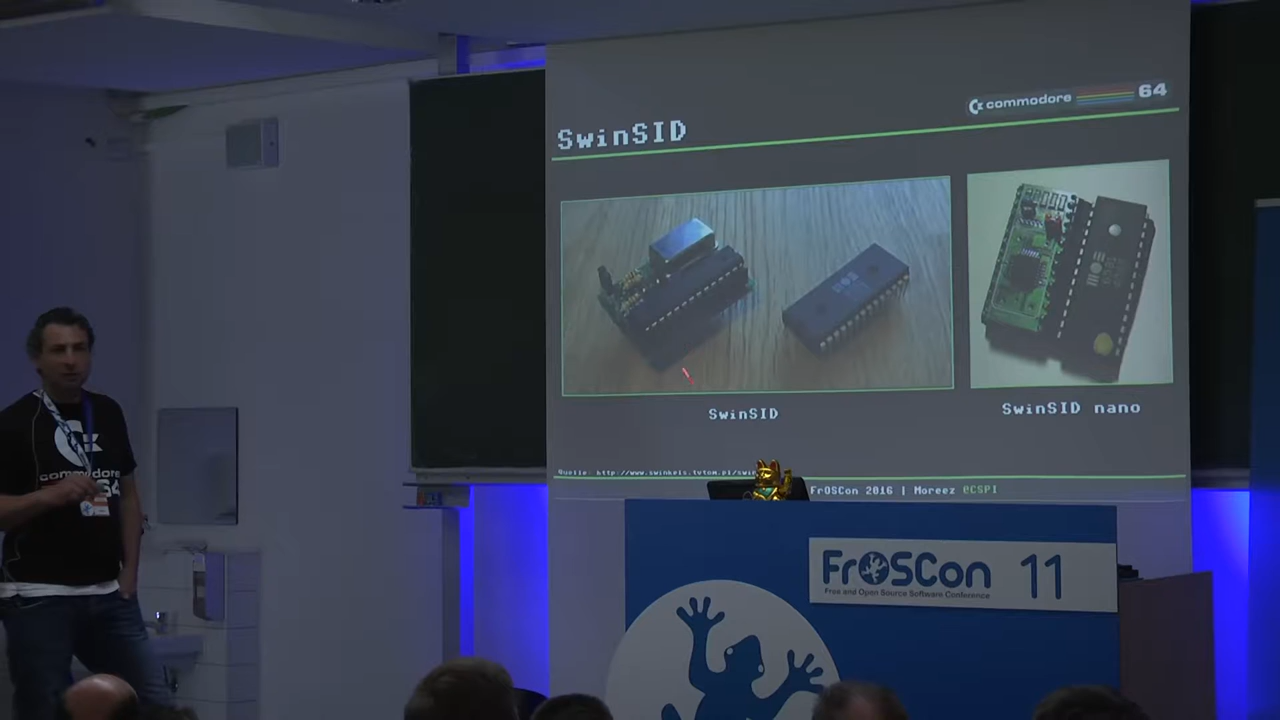 commodore 64
SwinSID
SwinSID
SwinSID nano
FrOSCon 2016 | Moreez @CSPI
commodore
64
FrOSCon 11
Free and Open Source Software Conference